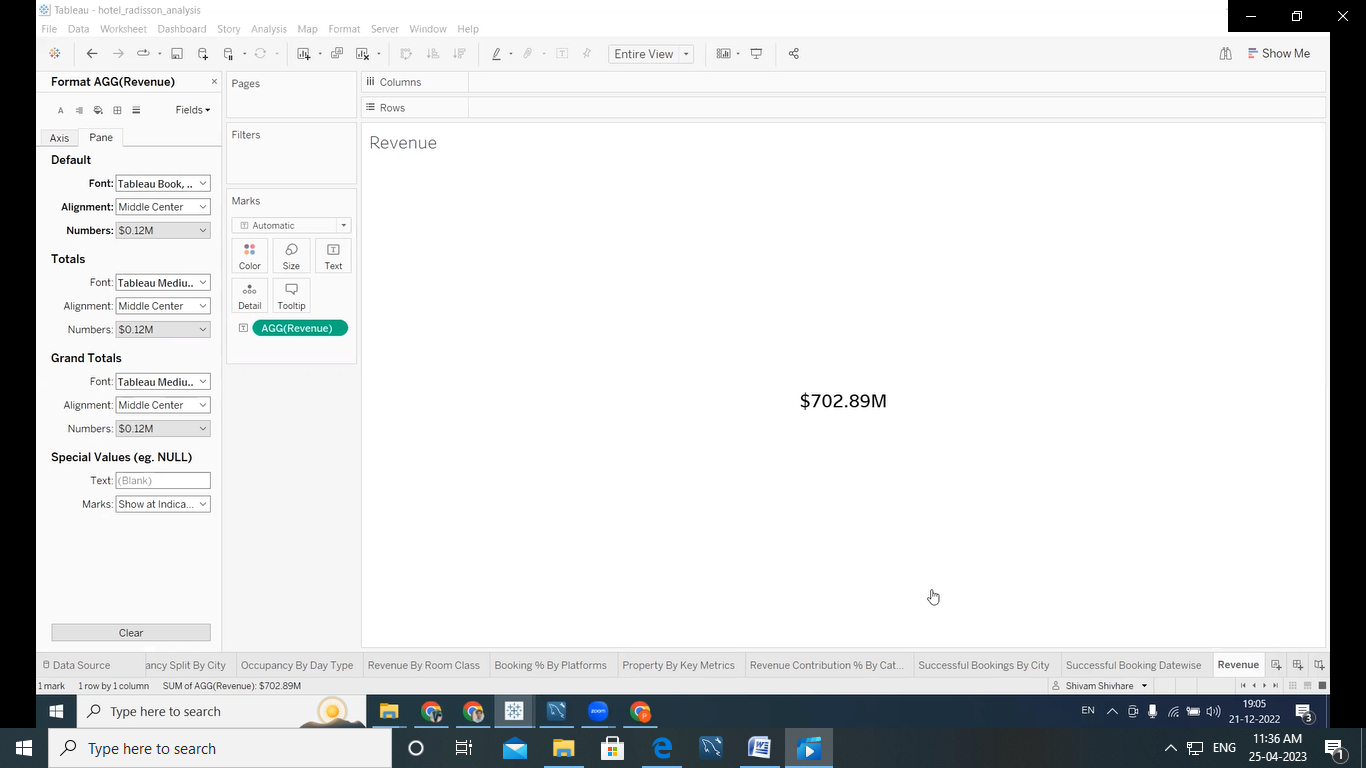 Tableau - hotel_radisson_analysis
File Data Worksheet Dashboard Story Analysis Map Format Server Window Help
Entire View
Show Me
Format AGG(Revenue)
Fields
Axis Pane
Default
Font: Tableau Book, ..
Alignment: Middle Center
Numbers: $0.12M
Totals
Font: Tableau Mediu..
Alignment: Middle Center
Numbers: $0.12M
Grand Totals
Font: Tableau Mediu..
Alignment: Middle Center
Numbers: $0.12M
Special Values (eg. NULL)
Text: (Blank)
Marks: Show at Indica...
Clear
Pages
Filters
Marks
Automatic
Color Size Text
Detail Tooltip
AGG(Revenue)
Columns
Rows
Revenue
$702.89M
Data Source ancy Split By City Occupancy By Day Type Revenue By Room Class Booking % By Platforms Property By Key Metrics Revenue Contribution % By Cat... Successful Bookings By City Successful Booking Datewise Revenue
1 mark 1 row by 1 column SUM of AGG(Revenue): $702.89M
Shivam Shivhare
Type here to search
zoom
EN
19:05
21-12-2022
3
Type here to search
ENG
11:36 AM
25-04-2023
1